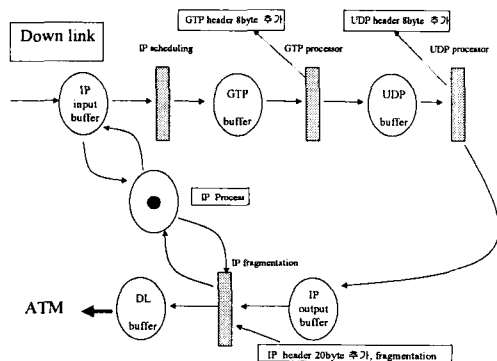 Down link
GTP header 8byte 추가
UDP header 8byte 추가
IP scheduling
GTP processor
UDP processor
IP
input
buffer
GTP
buffer
UDP
buffer
IP Process
IP fragmentation
ATM
DL
buffer
IP
output
buffer
IP header 20byte 추가, fragmentation